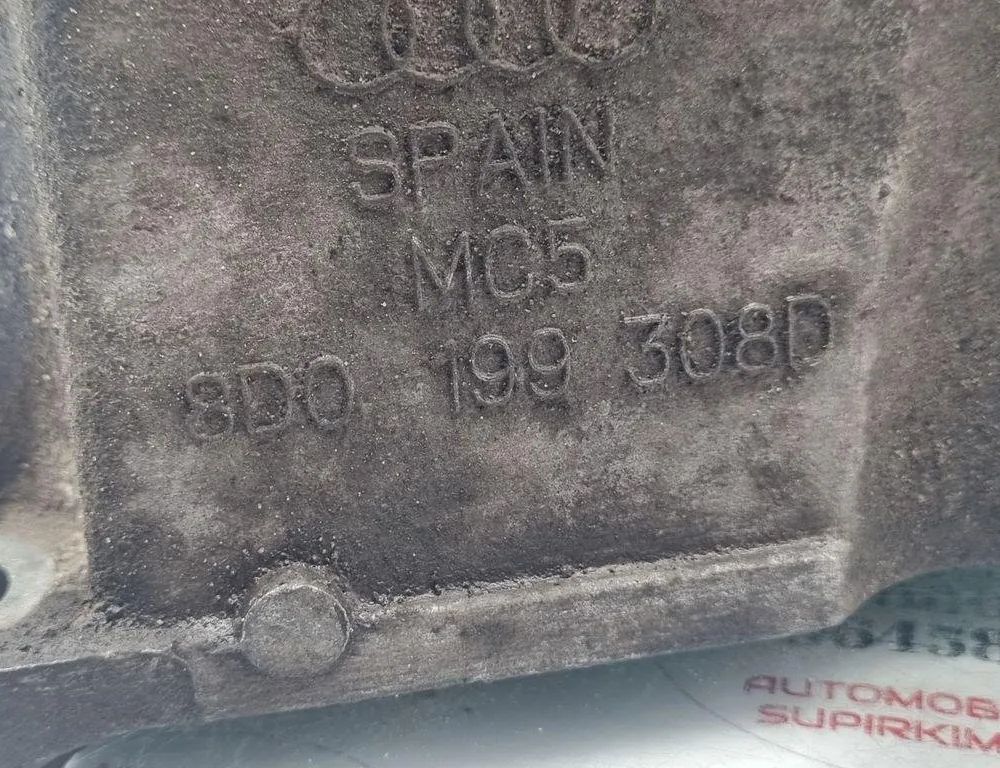 SPAIN
MC5
8D0 199 308D
AUTOMOB
SUPIRKIM